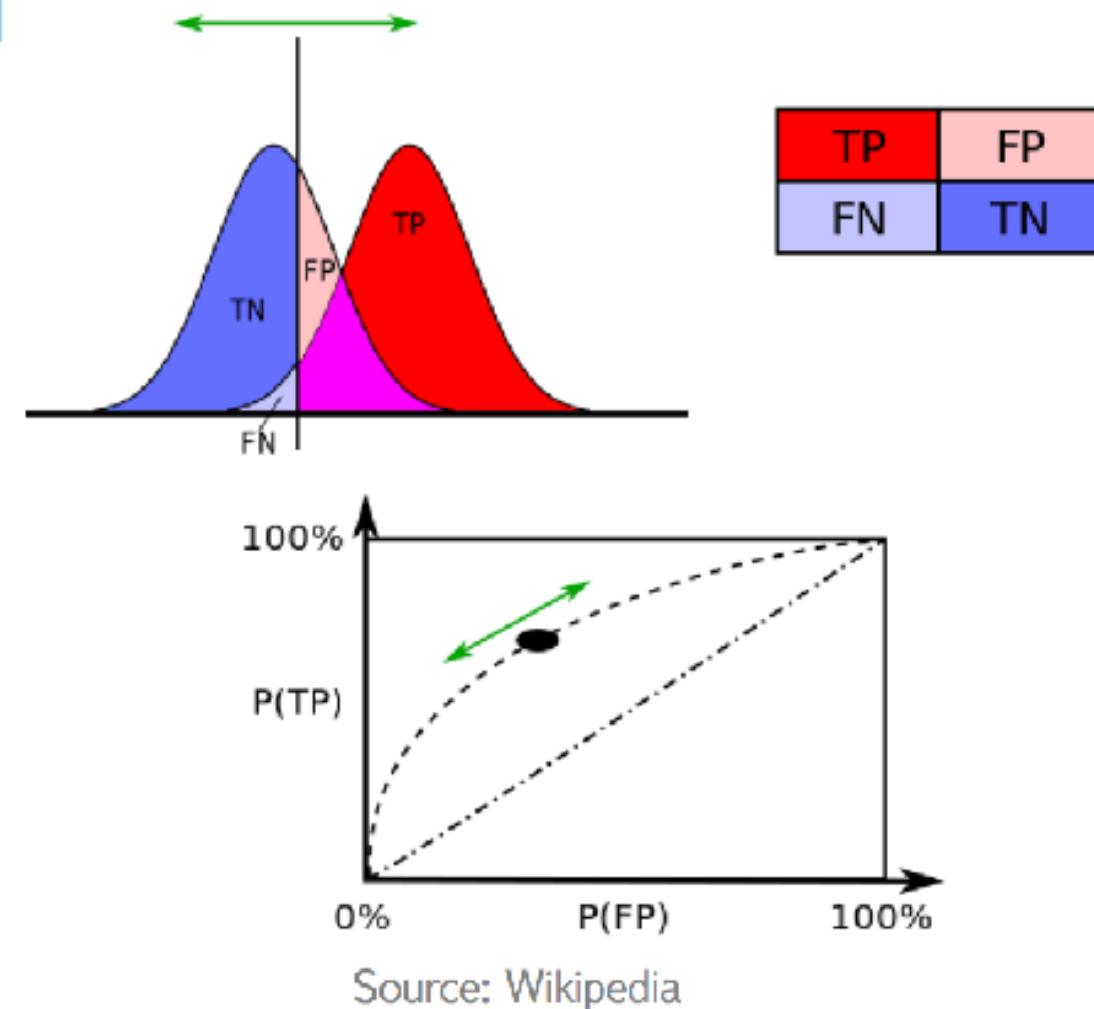 TP FP
FN TN
TP
FP
TN
FN
100%
P(TP)
0% P(FP) 100%
Source: Wikipedia